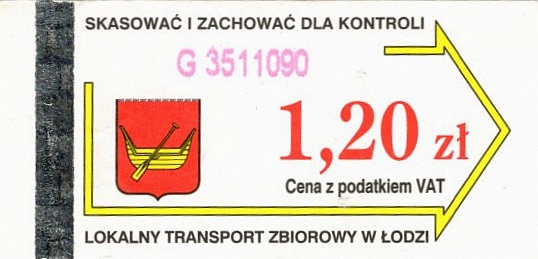 SKASOWAĆ I ZACHOWAĆ DLA KONTROLI
G 3511090
1,20 zł
Cena z podatkiem VAT
LOKALNY TRANSPORT ZBIOROWY W ŁODZI